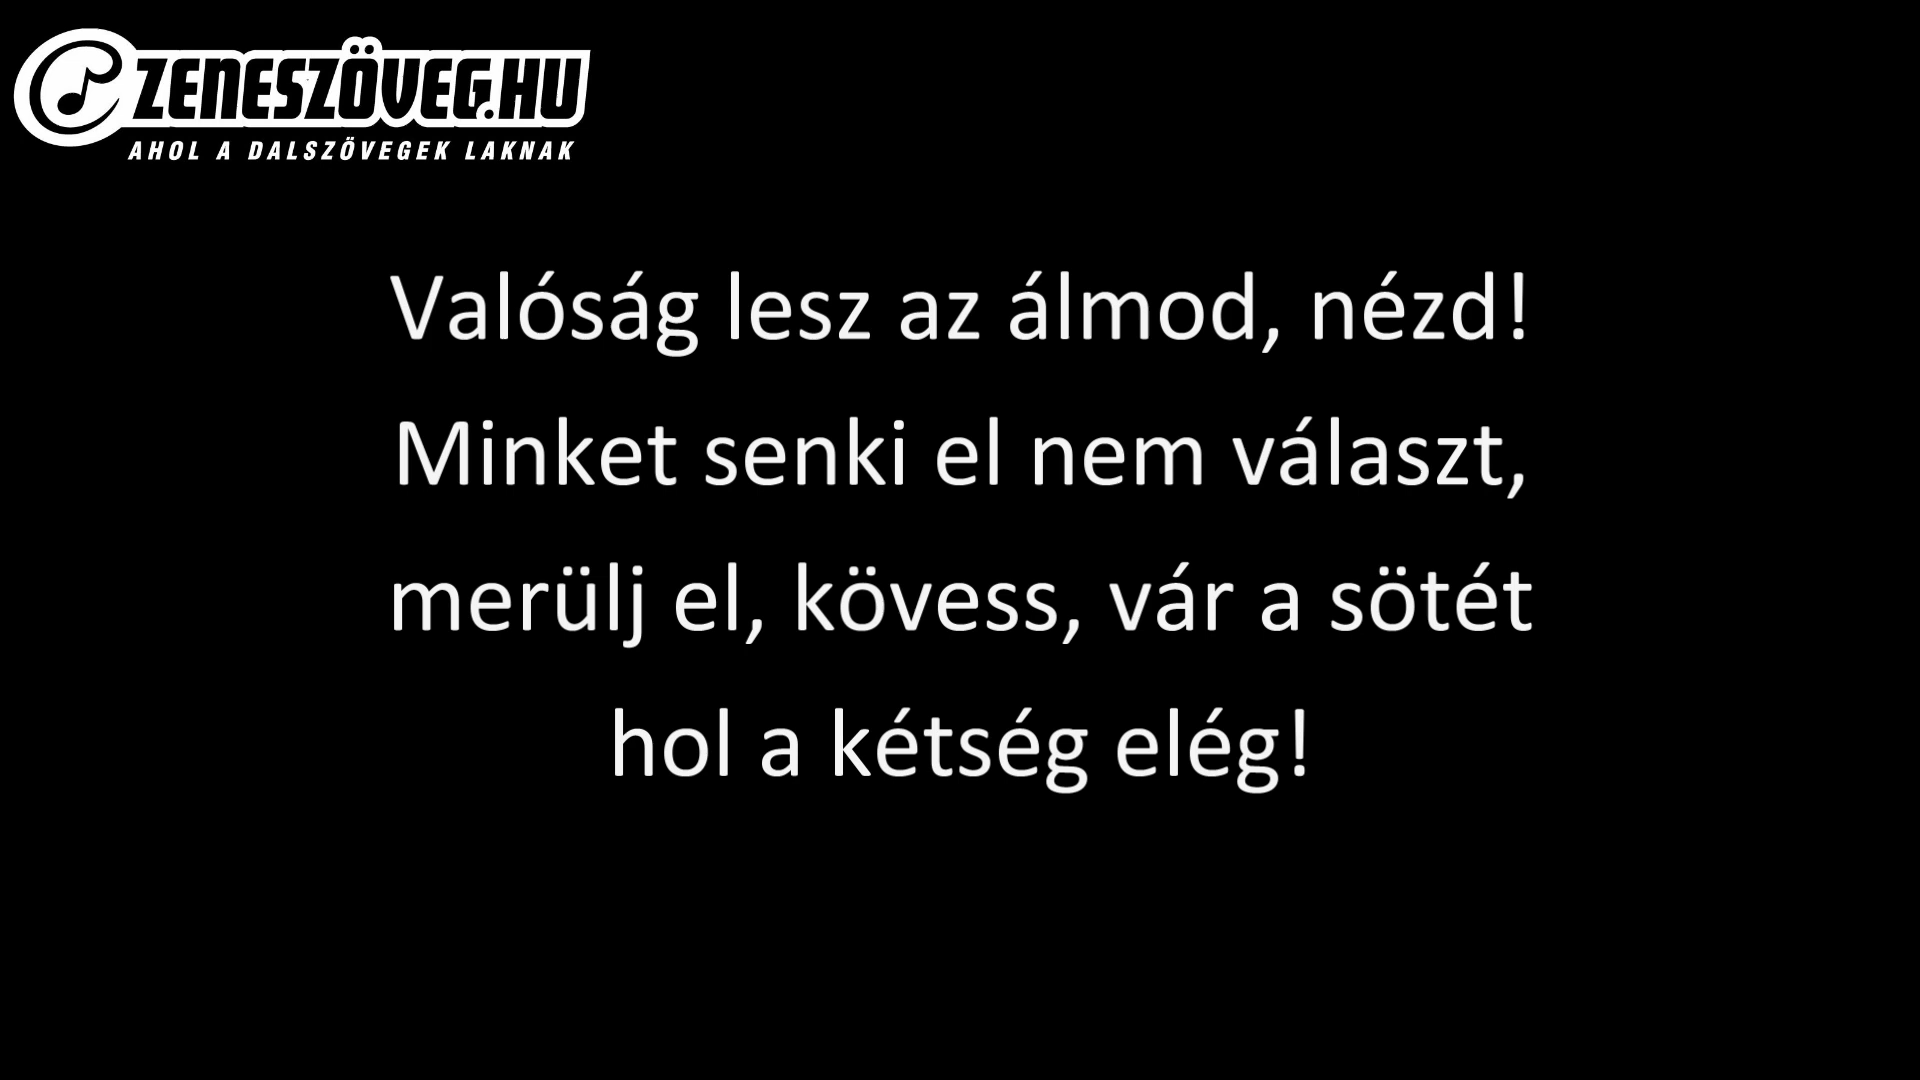 ZENESZÖVEG.HU
AHOL A DALSZÖVEGEK LAKNAK
Valóság lesz az álmod, nézd!
Minket senki el nem választ,
merülj el, kövess, vár a sötét
hol a kétség elég!